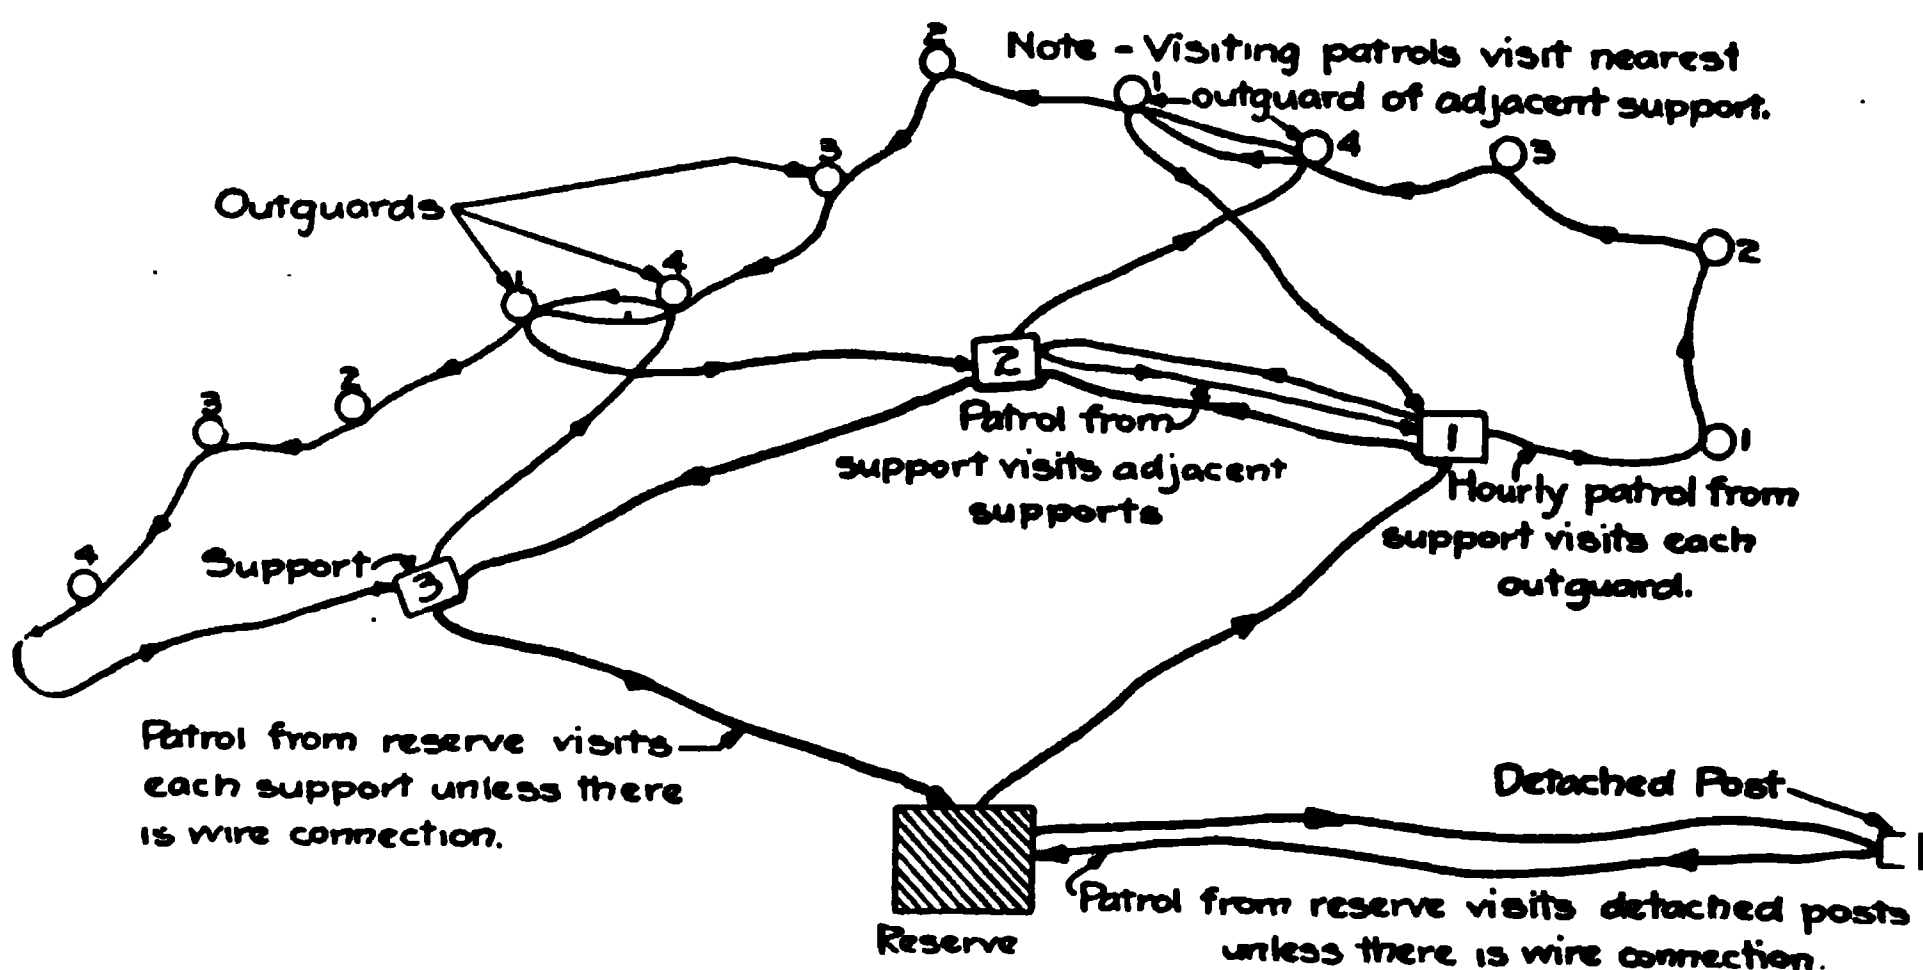 2
Note - Visiting patrols visit nearest
1
outguard of adjacent support.
4
3
3
Outguards
2
4
1
2
3
2
Patrol from
support visits adjacent
supports
1
1
Hourly patrol from
support visits each
outguard.
4
Support
3
Patrol from reserve visits
each support unless there
is wire connection.
Detached Post
Reserve
Patrol from reserve visits detached posts
unless there is wire connection.